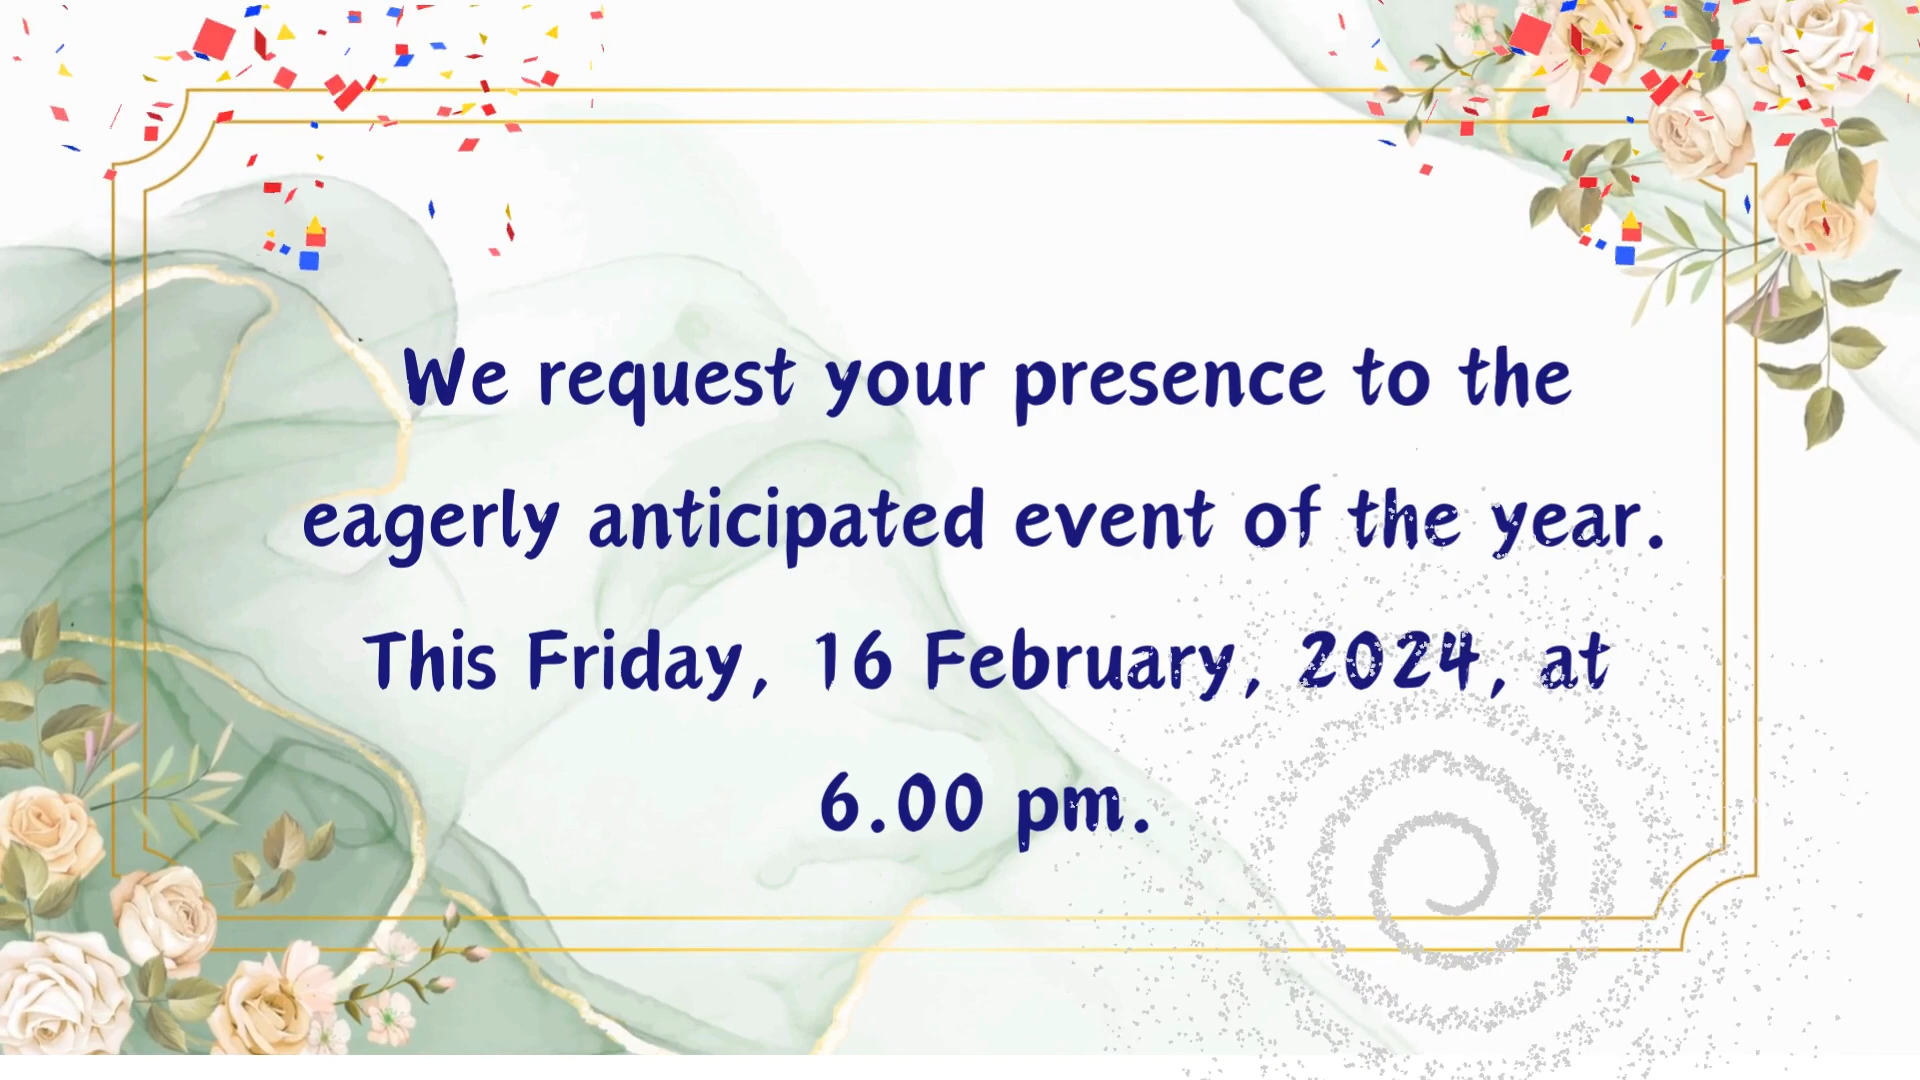 We request your presence to the
eagerly anticipated event of the year.
This Friday, 16 February, 2024, at
6.00 pm.